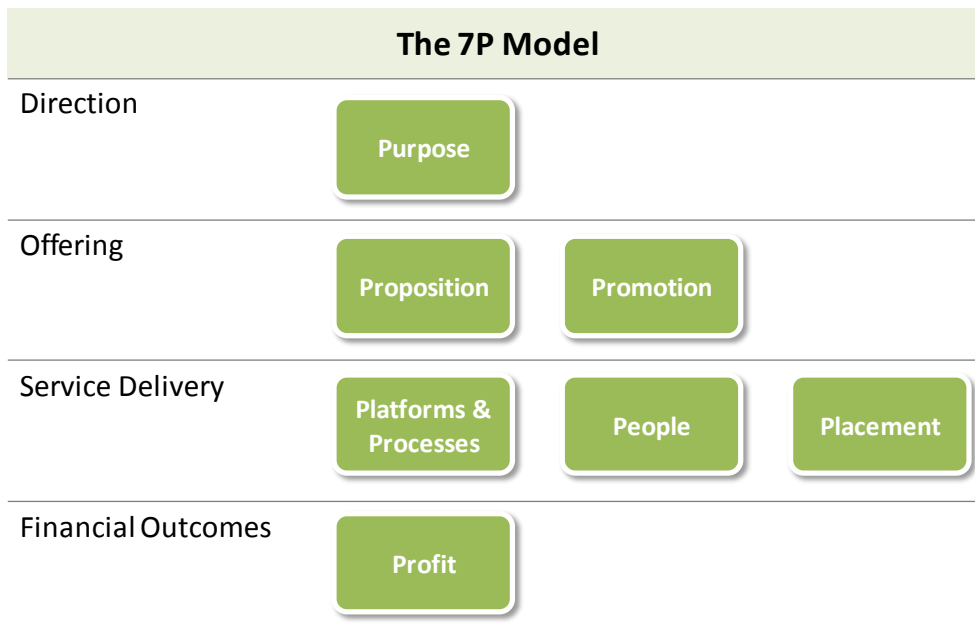 The 7P Model
Direction
Purpose
Offering
Proposition
Promotion
Service Delivery
Platforms &
Processes
People
Placement
Financial Outcomes
Profit